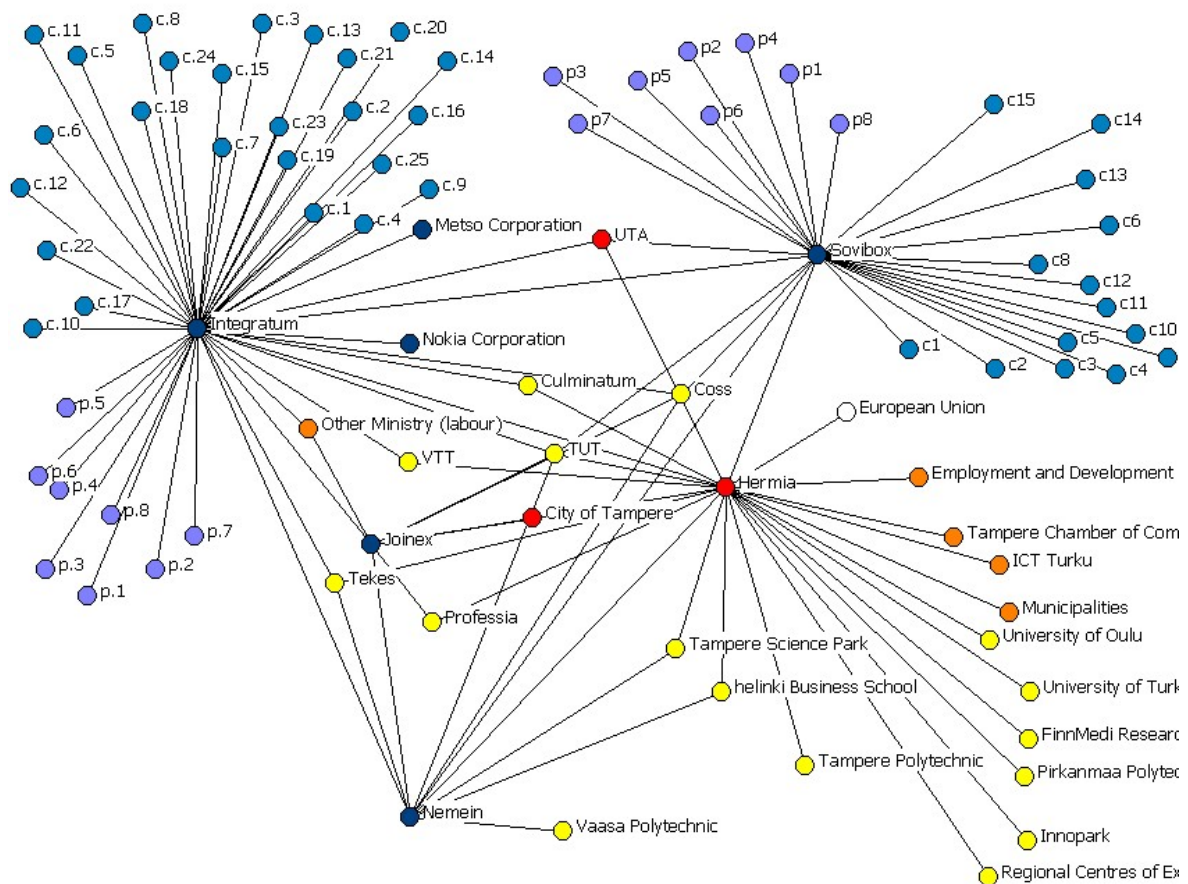 c.11
c.8
c.3
c.13
c.20
c.5
c.24
c.15
c.21
c.14
c.18
c.23
c.2
c.16
c.6
c.7
c.19
c.25
c.12
c.1
c.4
c.9
c.22
Metso Corporation
c.17
c.10
Integratum
Nokia Corporation
p3
p5
p2
p4
p1
p7
p6
p8
c15
c14
c13
c6
UTA
Sovibox
c8
c12
c11
c10
c5
c1
c2
c3
c4
Culminatum
Coss
European Union
p.5
Other Ministry (labour)
VTT
TUT
Hermia
Employment and Development
p.6
p.4
p.8
p.7
City of Tampere
Joinex
Tampere Chamber of Com
ICT Turku
p.3
p.1
p.2
Tekes
Professia
Municipalities
University of Oulu
Tampere Science Park
helinki Business School
University of Turk
FinnMedi Researc
Tampere Polytechnic
Pirkanmaa Polytec
Nemein
Vaasa Polytechnic
Innopark
Regional Centres of Ex